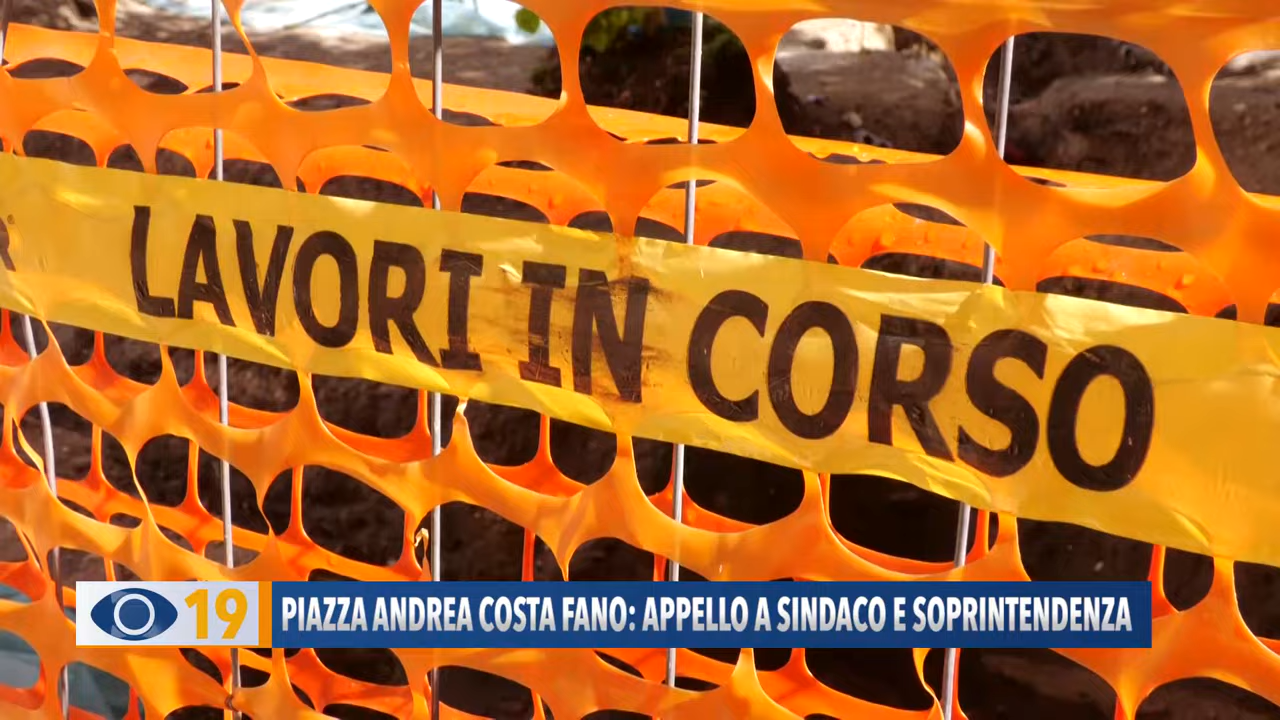 LAVORI IN CORSO
19
PIAZZA ANDREA COSTA FANO: APPELLO A SINDACO E SOPRINTENDENZA